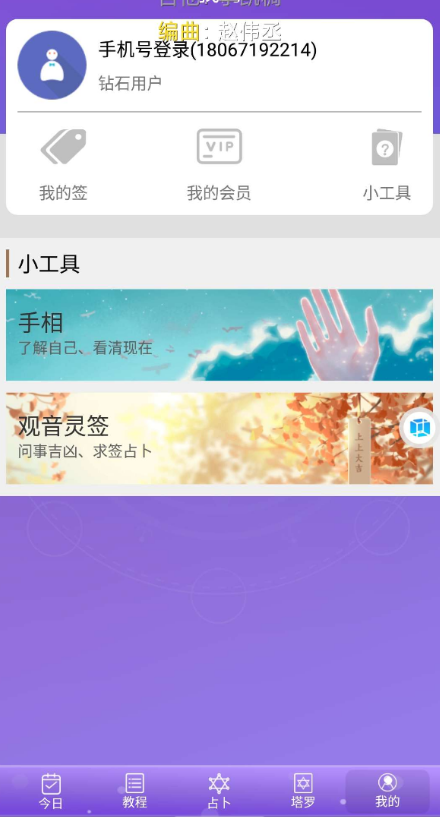 编曲：赵伟丞
手机号登录(18067192214)
钻石用户
VIP
我的签
我的会员
小工具
小工具
手相
了解自己、看清现在
观音灵签
问事吉凶、求签占卜
上上大吉
今日
教程
占卜
塔罗
我的